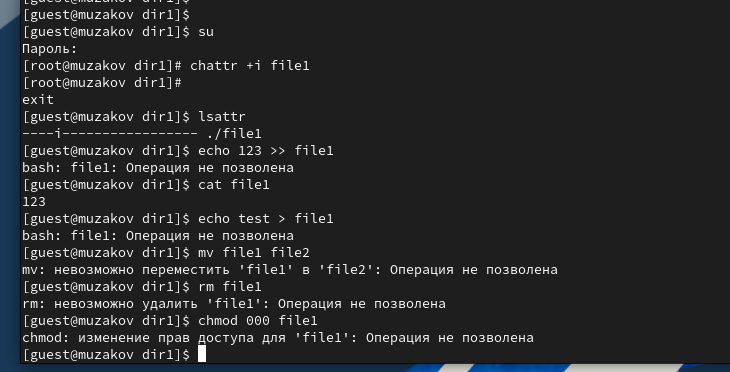 [guest@muzakov dir1]$
[guest@muzakov dir1]$
[guest@muzakov dir1]$ su
Пароль:
[root@muzakov dir1]# chattr +i file1
[root@muzakov dir1]#
exit
[guest@muzakov dir1]$ lsattr
----i----------------- ./file1
[guest@muzakov dir1]$ echo 123 >> file1
bash: file1: Операция не позволена
[guest@muzakov dir1]$ cat file1
123
[guest@muzakov dir1]$ echo test > file1
bash: file1: Операция не позволена
[guest@muzakov dir1]$ mv file1 file2
mv: невозможно переместить 'file1' в 'file2': Операция не позволена
[guest@muzakov dir1]$ rm file1
rm: невозможно удалить 'file1': Операция не позволена
[guest@muzakov dir1]$ chmod 000 file1
chmod: изменение прав доступа для 'file1': Операция не позволена
[guest@muzakov dir1]$